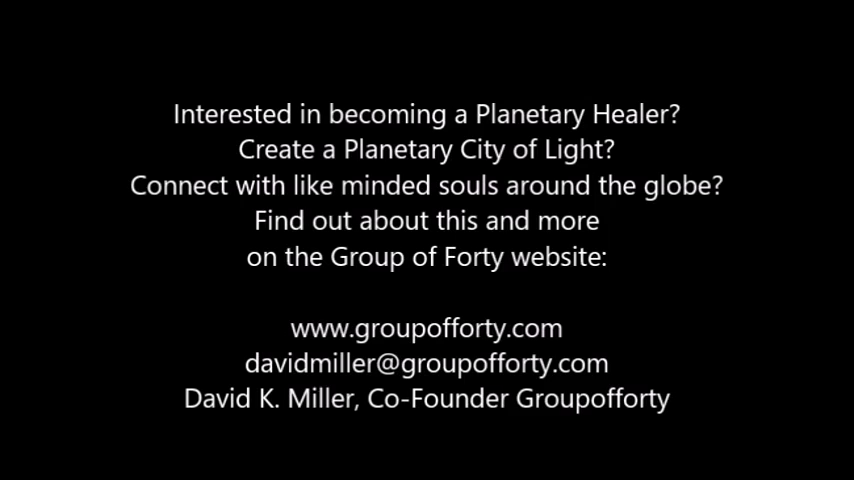 Interested in becoming a Planetary Healer?
Create a Planetary City of Light?
Connect with like minded souls around the globe?
Find out about this and more
on the Group of Forty website:
www.groupofforty.com
davidmiller@groupofforty.com
David K. Miller, Co-Founder Groupofforty